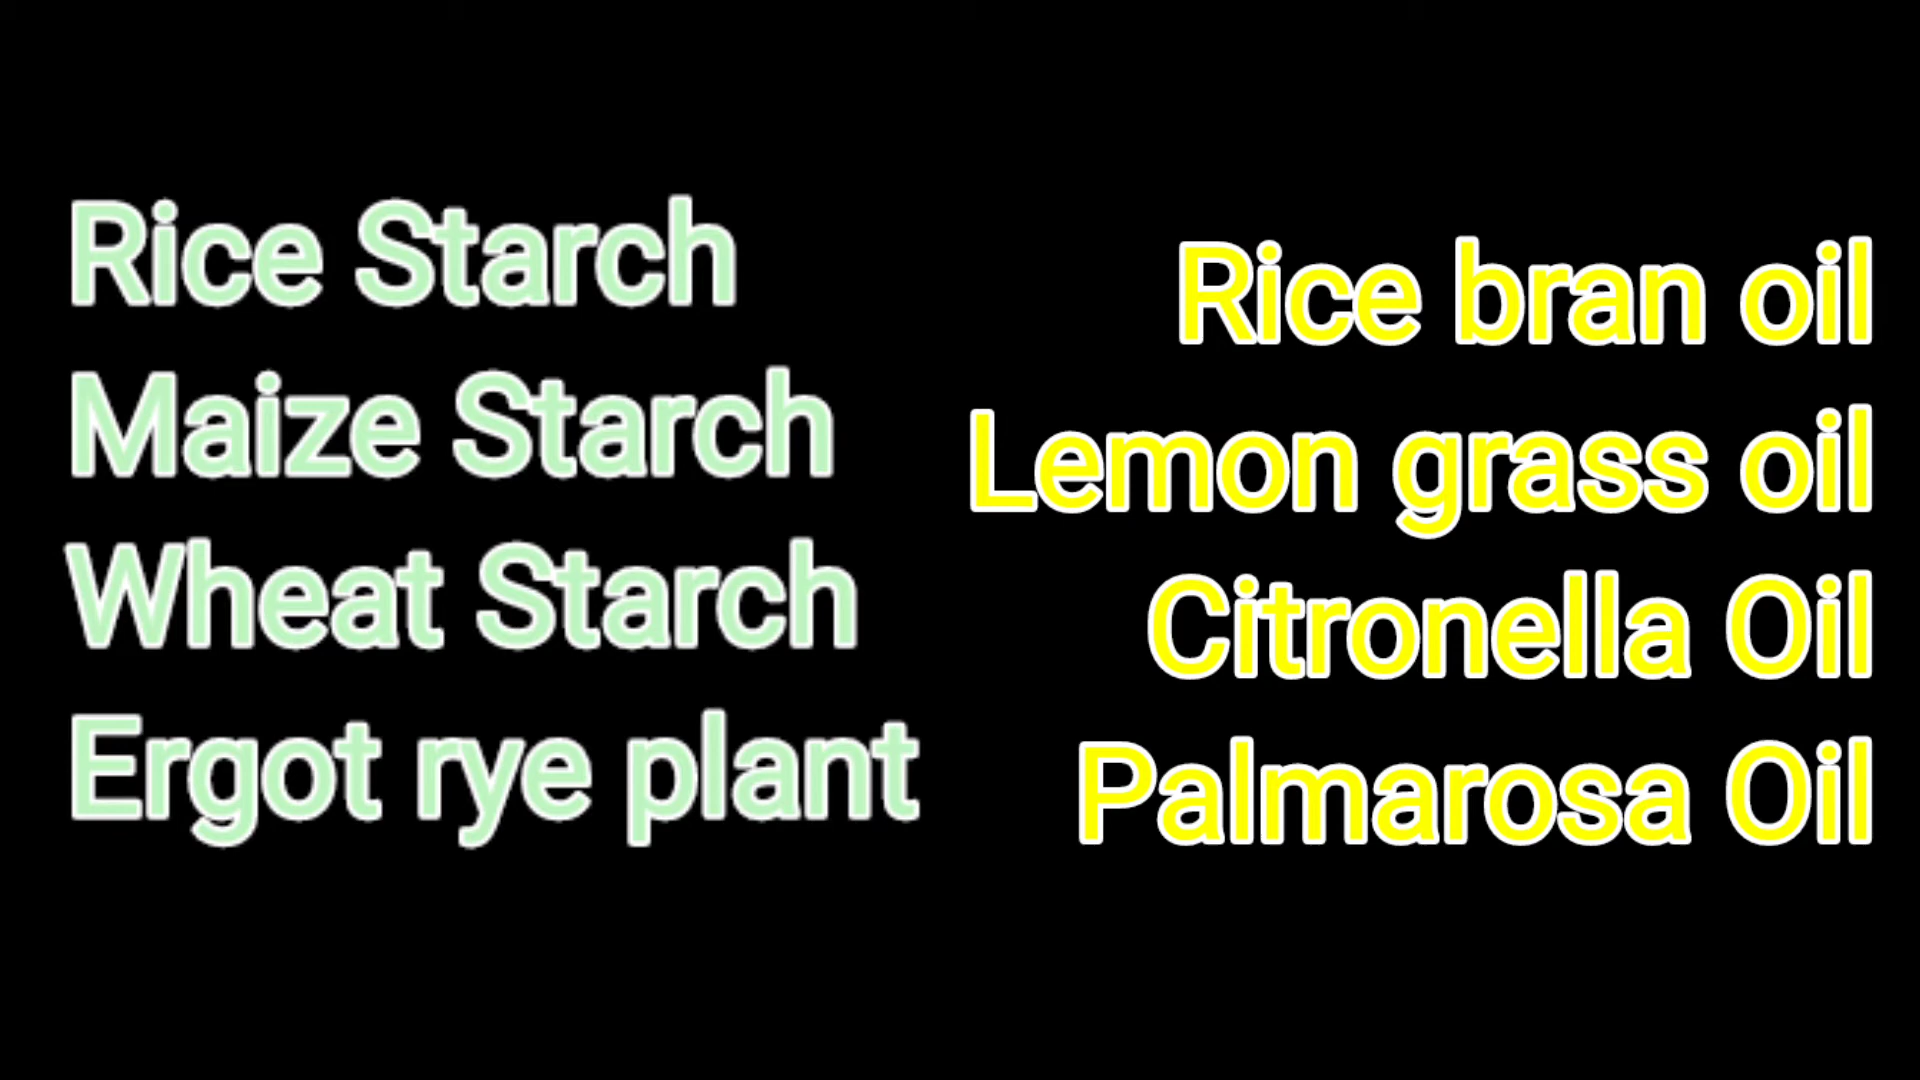 Rice Starch
Maize Starch
Wheat Starch
Ergot rye plant
Rice bran oil
Lemon grass oil
Citronella Oil
Palmarosa Oil